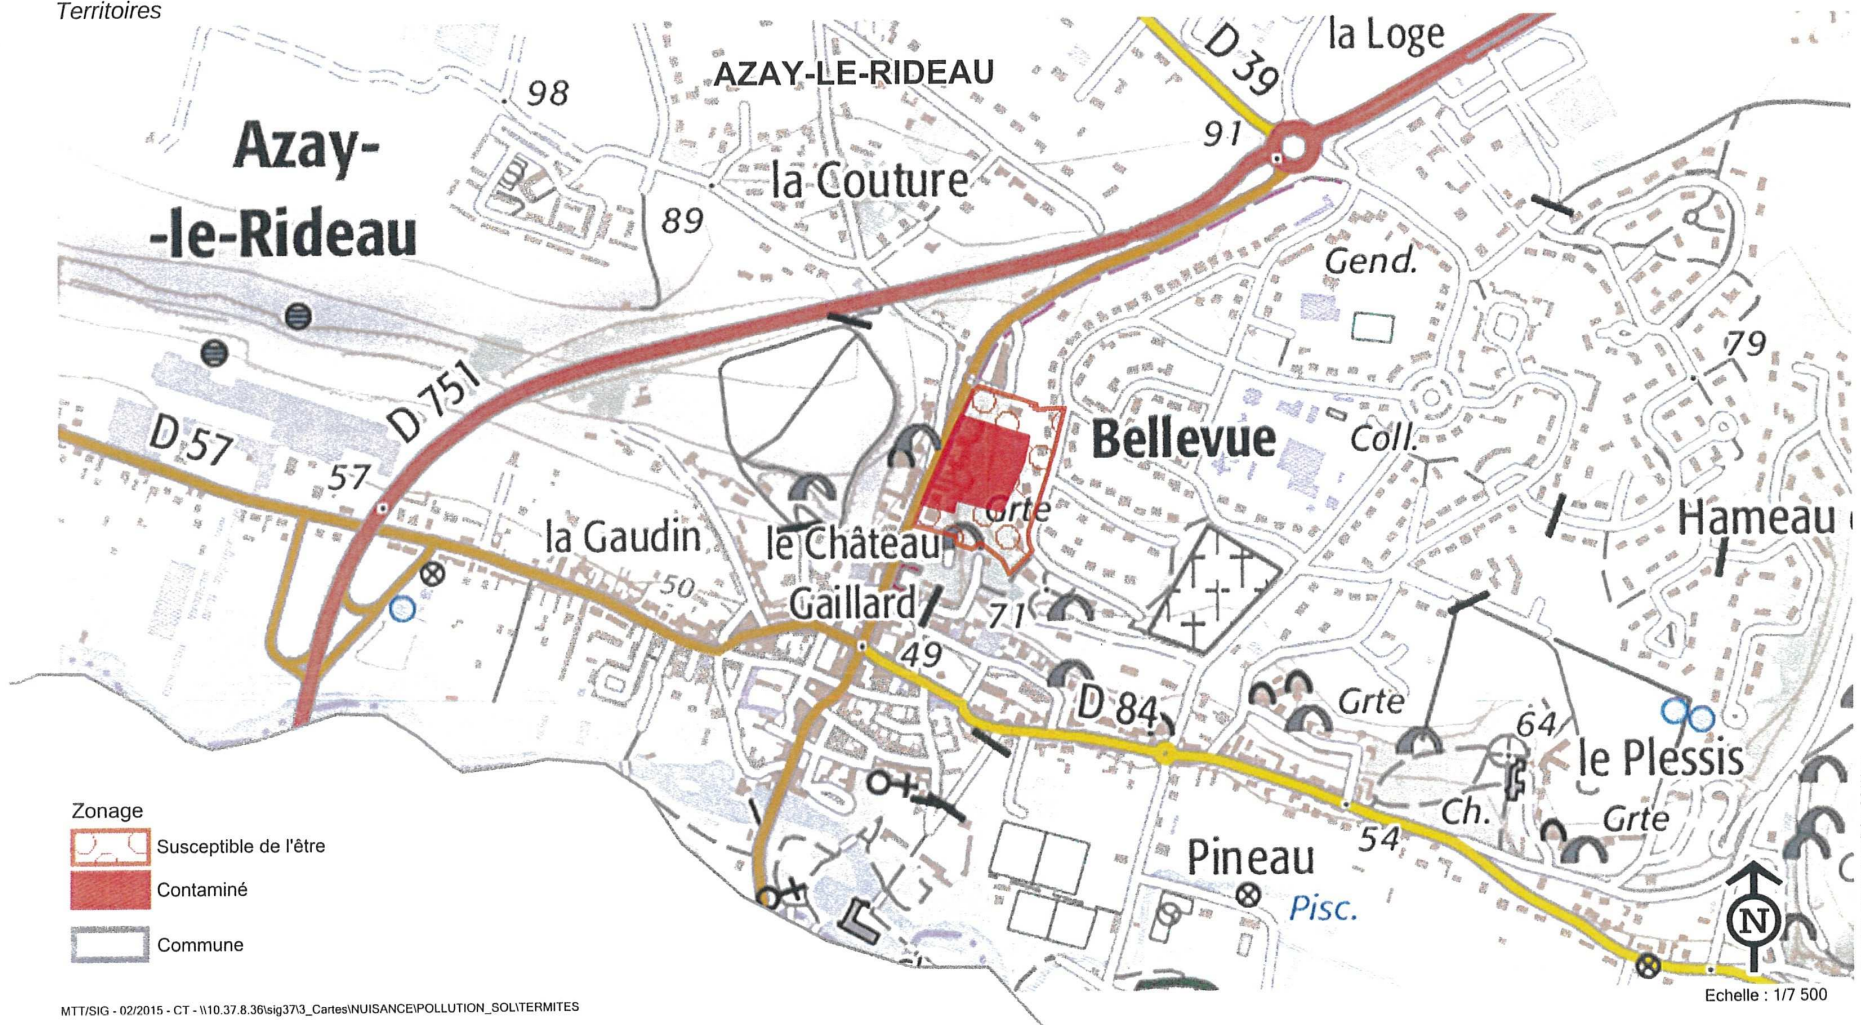 Territoires
la Loge
D 39
AZAY-LE-RIDEAU
98
91
Azay-
-le-Rideau
la Couture
89
Gend.
79
D 751
D 57
57
Bellevue
Coll.
Grte
Hameau
la Gaudin
le Château
50
Gaillard
71
49
D 84
Grte
64
le Plessis
Ch.
Grte
54
Pineau
Pisc.
Zonage
Susceptible de l'être
Contaminé
Commune
N
Echelle : 1/7 500
MTT/SIG - 02/2015 - CT - \\10.37.8.36\sig37\3_Cartes\NUISANCE\POLLUTION_SOL\TERMITES